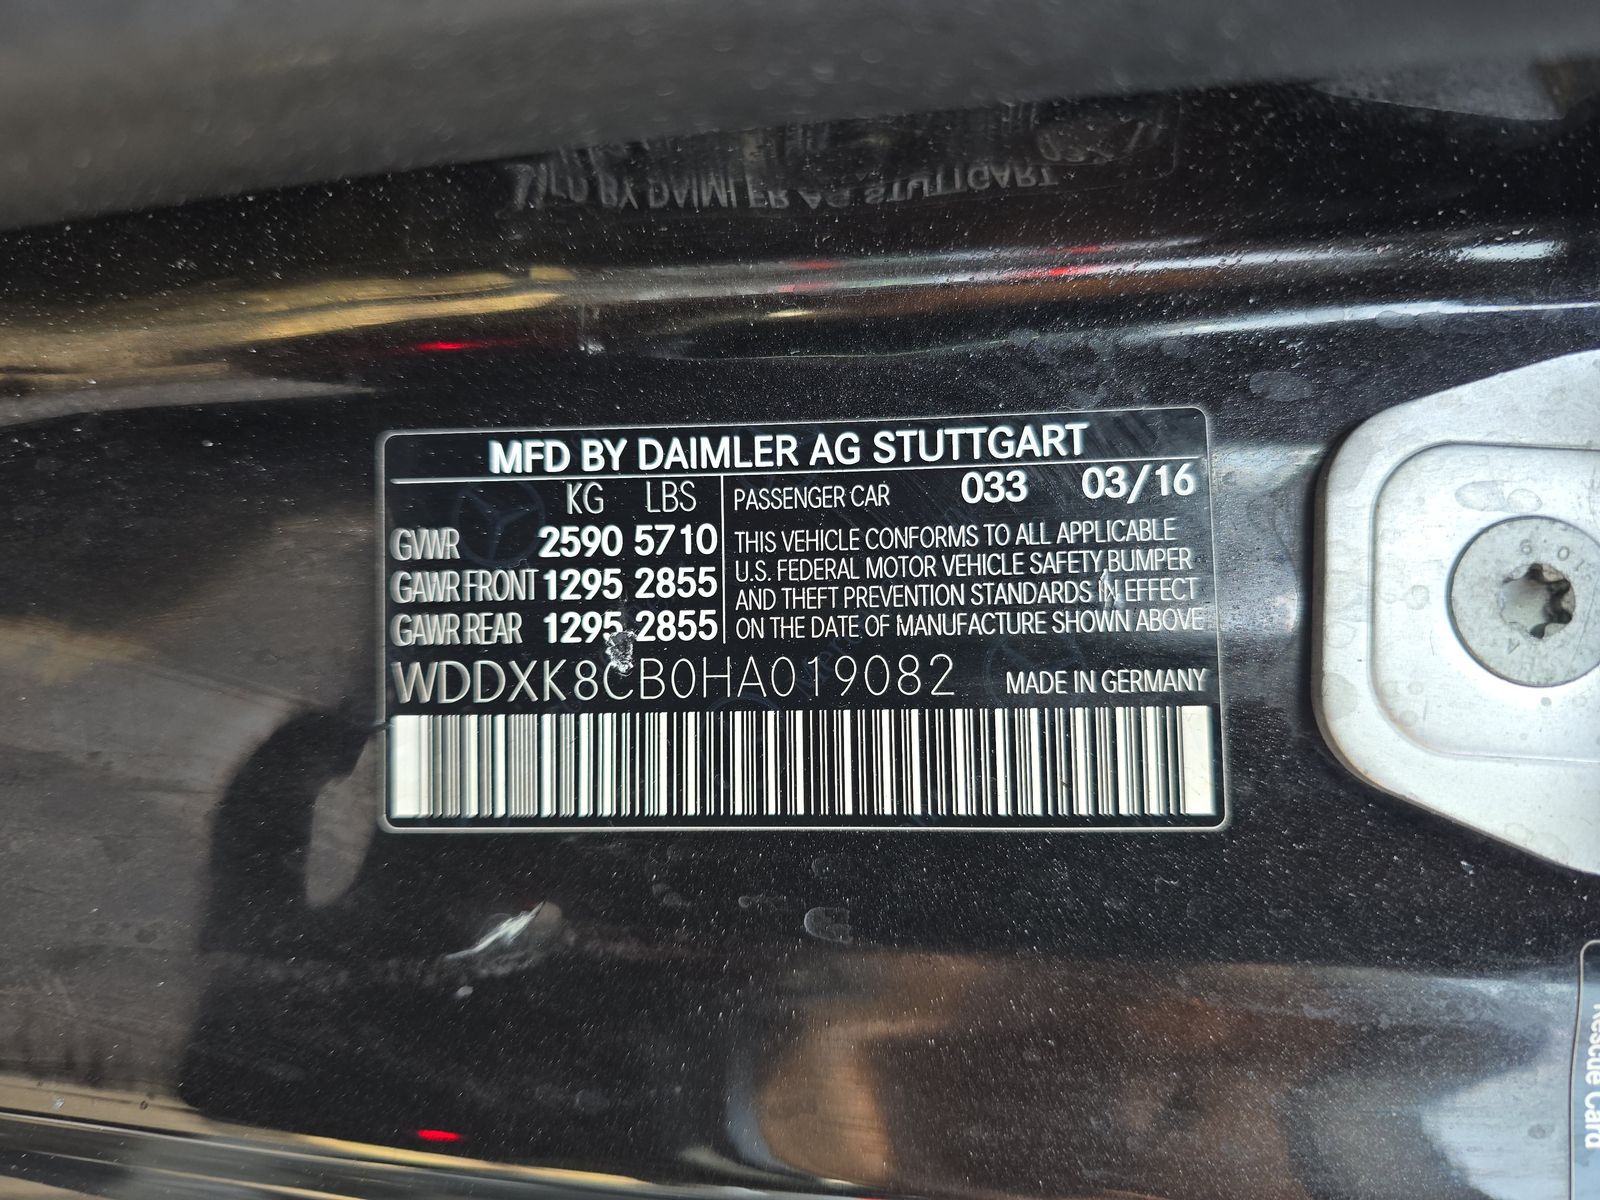 MFD BY DAIMLER AG STUTTGART
KG LBS
GVWR 2590 5710
GAWR FRONT 1295 2855
GAWR REAR 1295 2855
PASSENGER CAR 033 03/16
THIS VEHICLE CONFORMS TO ALL APPLICABLE
U.S. FEDERAL MOTOR VEHICLE SAFETY, BUMPER
AND THEFT PREVENTION STANDARDS IN EFFECT
ON THE DATE OF MANUFACTURE SHOWN ABOVE
WDDXK8CB0HA019082 MADE IN GERMANY
Rescue Card